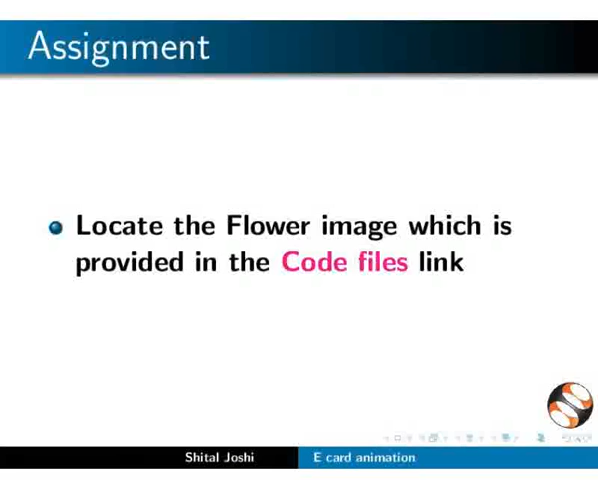 Assignment
Locate the Flower image which is
provided in the Code files link
Shital Joshi
E card animation